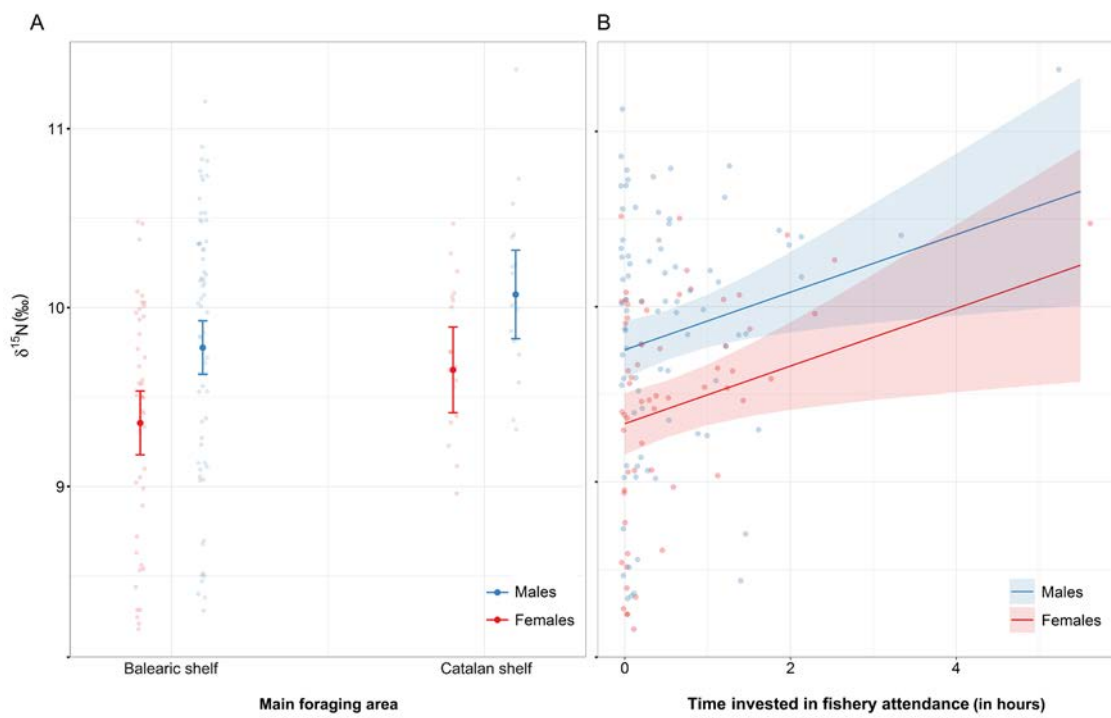 A
B
δ15N(‰)
11
10
9
Males
Females
Males
Females
Balearic shelf
Catalan shelf
0
2
4
Main foraging area
Time invested in fishery attendance (in hours)